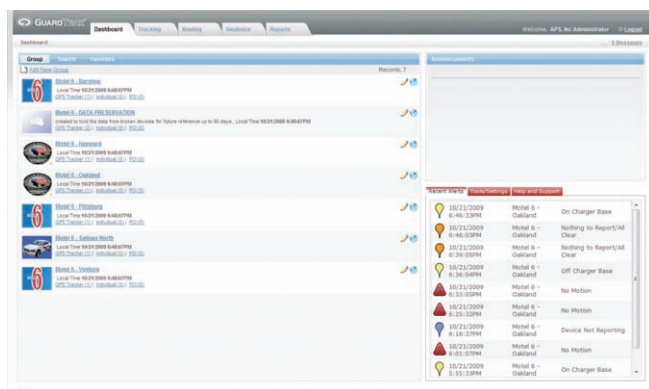 GUARDTRAX
Dashboard Tracking Routing Geofence Reports
Welcome, APS, Inc Administrator Logout
Dashboard
0 Messages
Group Search Favorites
Add New Group
Records: 7
Motel 6 - Barstow
Local Time 10/21/2009 6:48:07PM
GPS Tracker (1) | Individual (0) | POI (0)
Motel 6 - DATA PRESERVATION
created to hold the data from broken devices for future reference up to 90 days., Local Time 10/21/2009 6:48:07PM
Motel 6 - Hayward
Local Time 10/21/2009 6:48:07PM
Motel 6 - Oakland
Local Time 10/21/2009 6:48:07PM
Motel 6 - Pittsburg
Local Time 10/21/2009 6:48:07PM
Motel 6 - Salinas North
Local Time 10/21/2009 6:48:07PM
Motel 6 - Ventura
Local Time 10/21/2009 6:48:07PM
Announcements
Recent Alerts Tools/Settings Help and Support
10/21/2009 Motel 6 -
6:46:33PM Oakland On Charger Base
10/21/2009 Motel 6 - Nothing to Report/All
6:46:03PM Oakland Clear
10/21/2009 Motel 6 - Nothing to Report/All
6:39:05PM Oakland Clear
10/21/2009 Motel 6 -
6:36:04PM Oakland Off Charger Base
10/21/2009 Motel 6 -
6:33:05PM Oakland No Motion
10/21/2009 Motel 6 -
6:25:32PM Oakland No Motion
10/21/2009 Motel 6 -
6:16:37PM Oakland Device Not Reporting
10/21/2009 Motel 6 -
6:01:07PM Oakland No Motion
10/21/2009 Motel 6 -
5:55:33PM Oakland On Charger Base